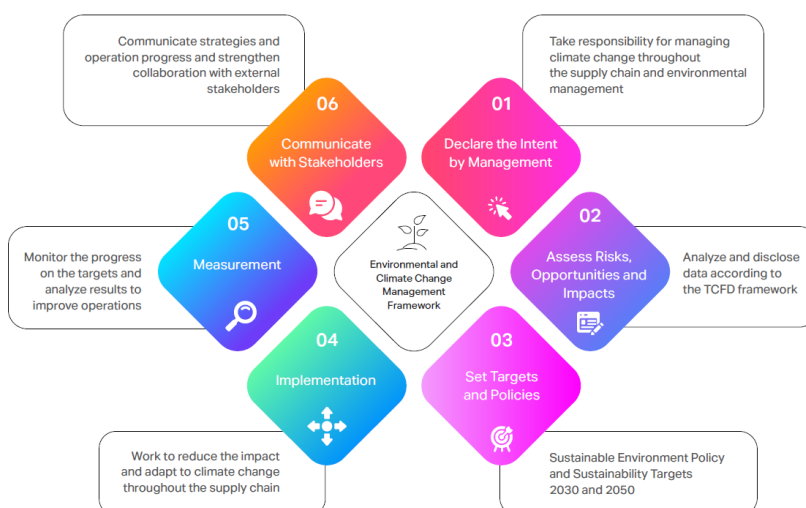 Communicate strategies and
operation progress and strengthen
collaboration with external
stakeholders
Take responsibility for managing
climate change throughout
the supply chain and environmental
management
06
Communicate
with Stakeholders
01
Declare the Intent
by Management
05
Measurement
Monitor the progress
on the targets and
analyze results to
improve operations
Environmental and
Climate Change
Management
Framework
02
Assess Risks,
Opportunities and
Impacts
Analyze and disclose
data according to
the TCFD framework
04
Implementation
03
Set Targets
and Policies
Work to reduce the impact
and adapt to climate change
throughout the supply chain
Sustainable Environment Policy
and Sustainability Targets
2030 and 2050